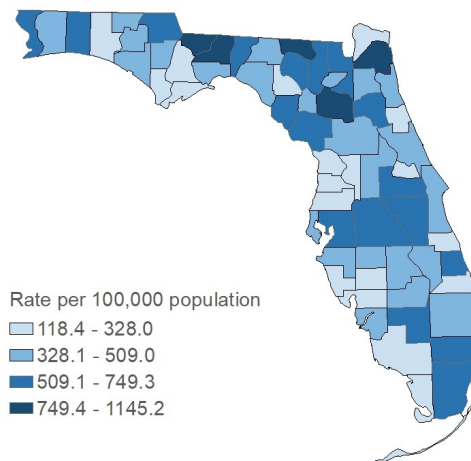 Rate per 100,000 population
118.4 - 328.0
328.1 - 509.0
509.1 - 749.3
749.4 - 1145.2